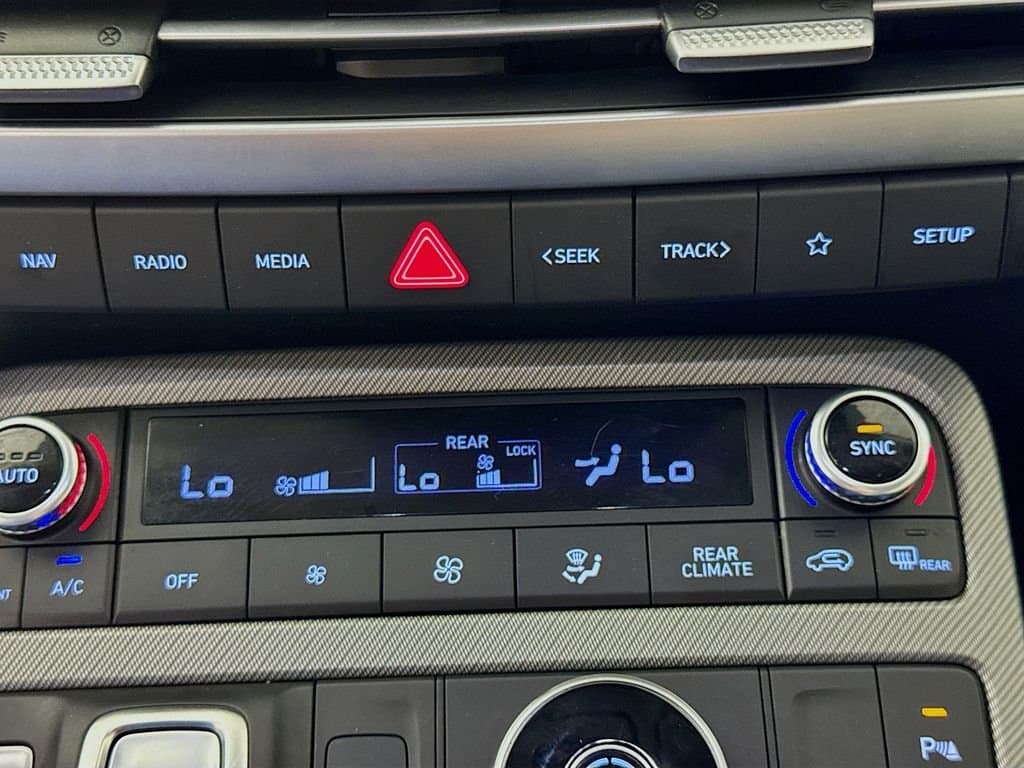 NAV
RADIO
MEDIA
<SEEK
TRACK>
SETUP
AUTO
Lo
REAR
LOCK
Lo
Lo
SYNC
A/C
OFF
REAR
CLIMATE
REAR
P